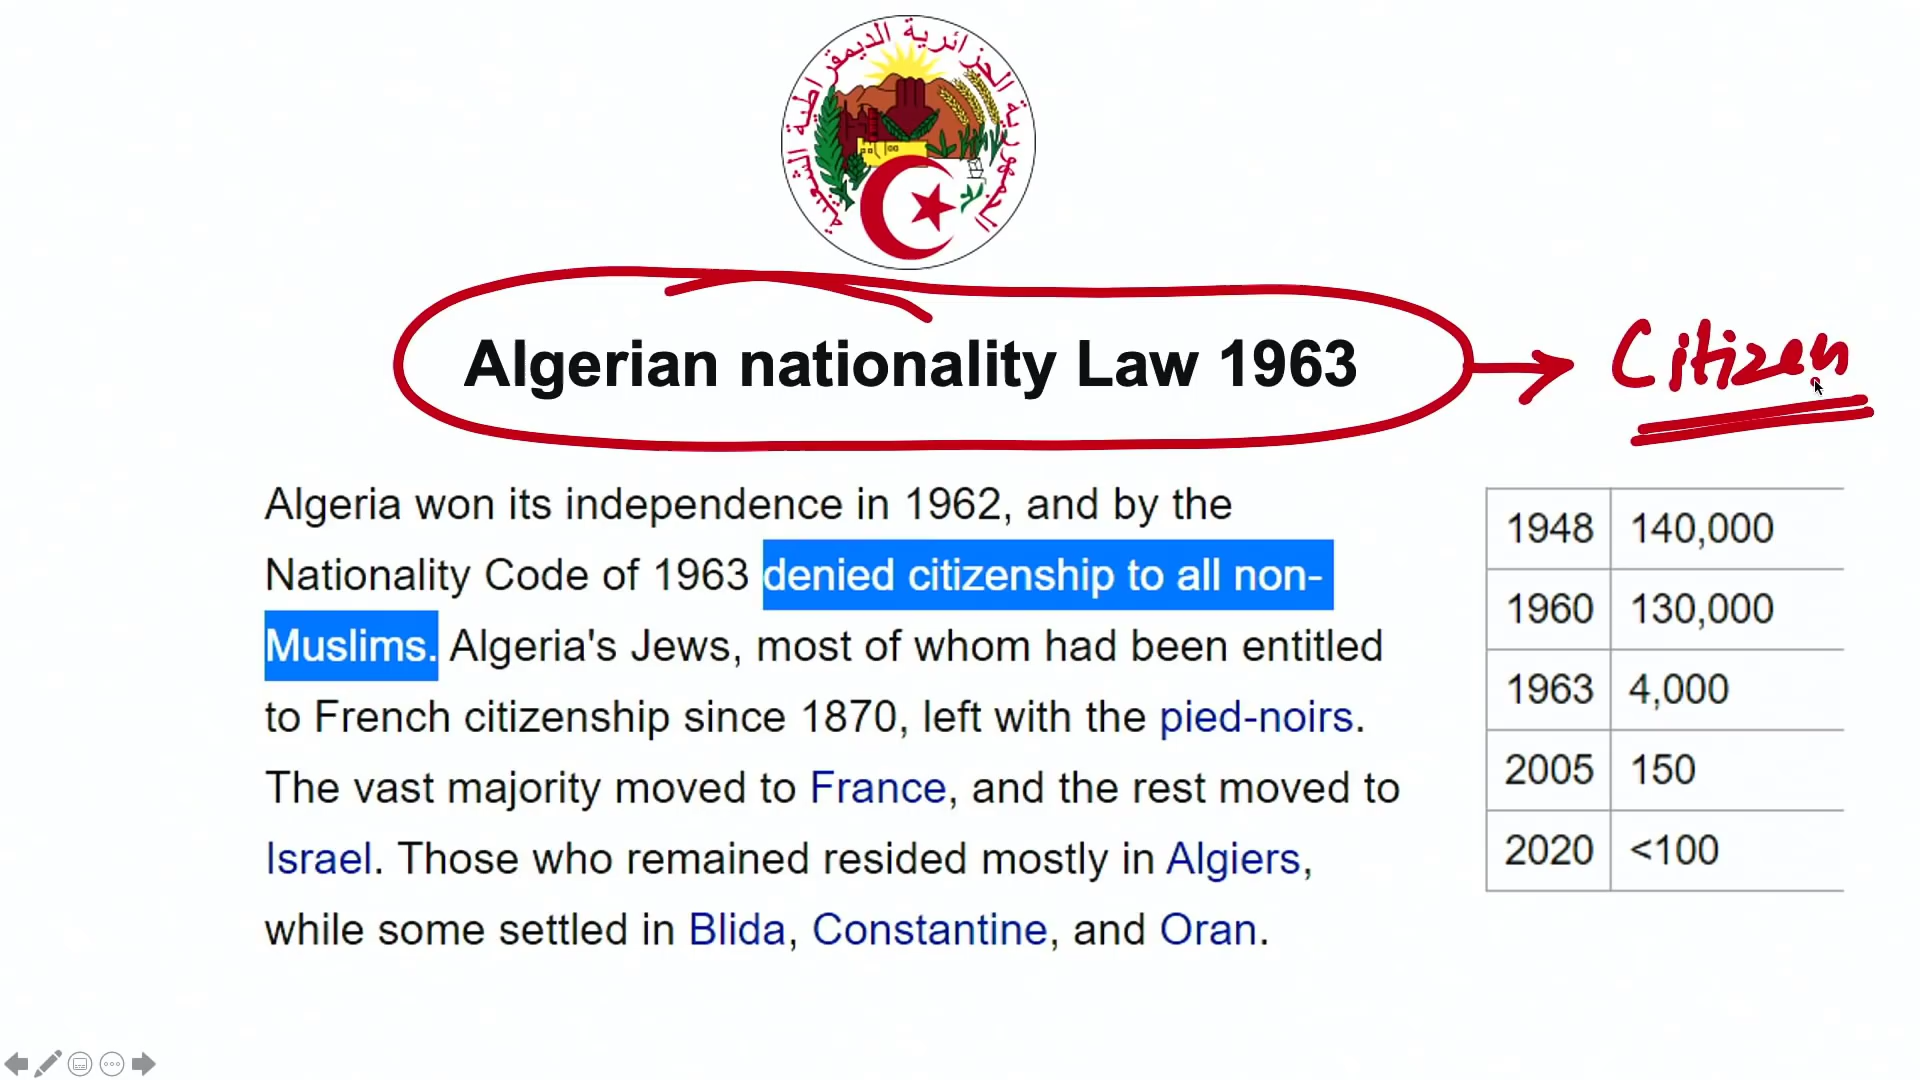 الجمهورية الجزائرية الديمقراطية الشعبية
Algerian nationality Law 1963
Citizen
Algeria won its independence in 1962, and by the
Nationality Code of 1963 denied citizenship to all non-
Muslims. Algeria's Jews, most of whom had been entitled
to French citizenship since 1870, left with the pied-noirs.
The vast majority moved to France, and the rest moved to
Israel. Those who remained resided mostly in Algiers,
while some settled in Blida, Constantine, and Oran.
1948 140,000
1960 130,000
1963 4,000
2005 150
2020 <100